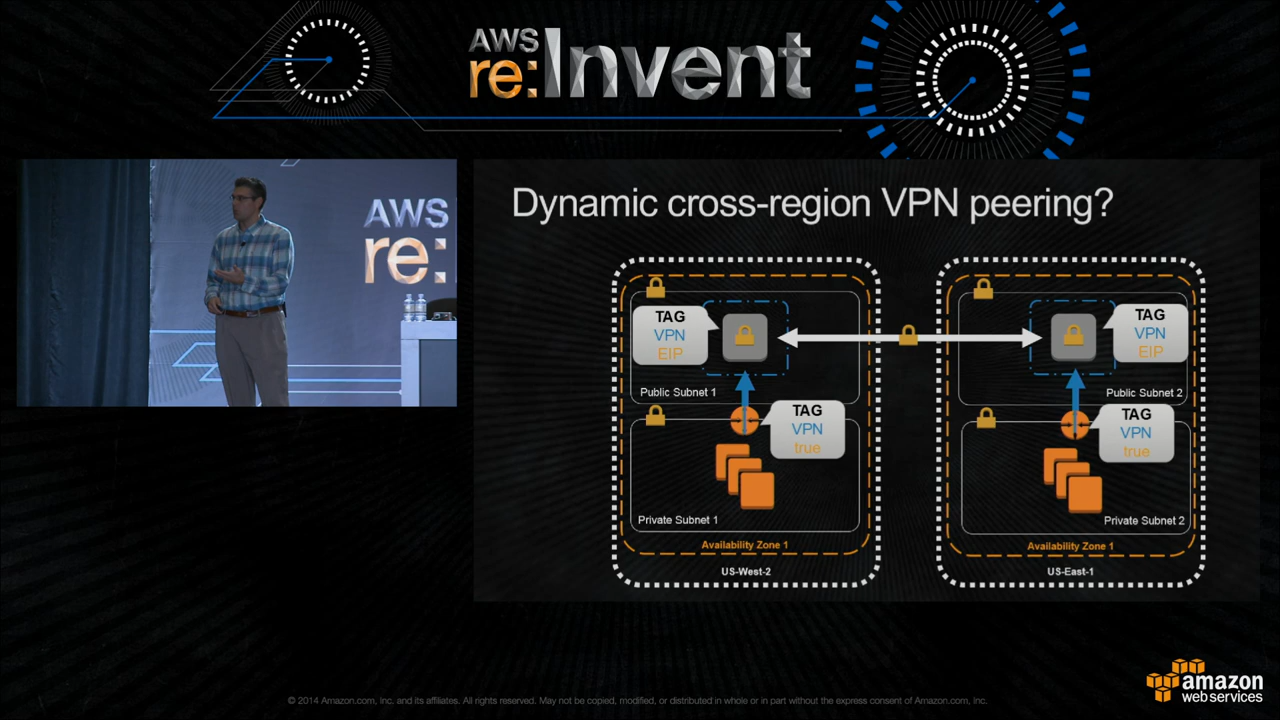 AWS
re:Invent
AWS
re:
Dynamic cross-region VPN peering?
TAG
VPN
EIP
TAG
VPN
EIP
Public Subnet 1
Public Subnet 2
TAG
VPN
true
TAG
VPN
true
Private Subnet 1
Private Subnet 2
Availability Zone 1
Availability Zone 1
US-West-2
US-East-1
amazon
web services
© 2014 Amazon.com, Inc, and its affiliates. All rights reserved. May not be copied, modified, or distributed in whole or in part without the express consent of Amazon.com, Inc.